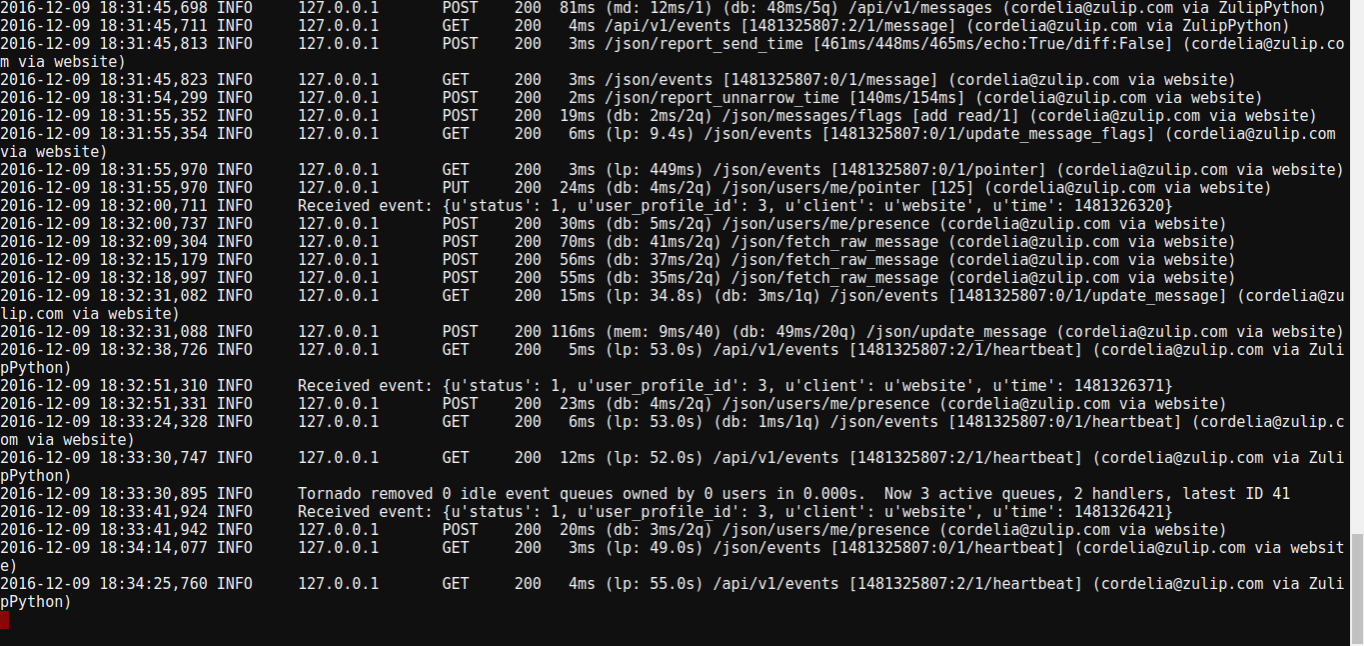 2016-12-09 18:31:45,698 INFO     127.0.0.1       POST    200  81ms (md: 12ms/1) (db: 48ms/5q) /api/v1/messages (cordelia@zulip.com via ZulipPython)
2016-12-09 18:31:45,711 INFO     127.0.0.1       GET     200   4ms /api/v1/events [1481325807:2/1/message] (cordelia@zulip.com via ZulipPython)
2016-12-09 18:31:45,813 INFO     127.0.0.1       POST    200   3ms /json/report_send_time [461ms/448ms/465ms/echo:True/diff:False] (cordelia@zulip.co
m via website)
2016-12-09 18:31:45,823 INFO     127.0.0.1       GET     200   3ms /json/events [1481325807:0/1/message] (cordelia@zulip.com via website)
2016-12-09 18:31:54,299 INFO     127.0.0.1       POST    200   2ms /json/report_unnarrow_time [140ms/154ms] (cordelia@zulip.com via website)
2016-12-09 18:31:55,352 INFO     127.0.0.1       POST    200  19ms (db: 2ms/2q) /json/messages/flags [add read/1] (cordelia@zulip.com via website)
2016-12-09 18:31:55,354 INFO     127.0.0.1       GET     200   6ms (lp: 9.4s) /json/events [1481325807:0/1/update_message_flags] (cordelia@zulip.com
via website)
2016-12-09 18:31:55,970 INFO     127.0.0.1       GET     200   3ms (lp: 449ms) /json/events [1481325807:0/1/pointer] (cordelia@zulip.com via website)
2016-12-09 18:31:55,970 INFO     127.0.0.1       PUT     200  24ms (db: 4ms/2q) /json/users/me/pointer [125] (cordelia@zulip.com via website)
2016-12-09 18:32:00,711 INFO     Received event: {u'status': 1, u'user_profile_id': 3, u'client': u'website', u'time': 1481326320}
2016-12-09 18:32:00,737 INFO     127.0.0.1       POST    200  30ms (db: 5ms/2q) /json/users/me/presence (cordelia@zulip.com via website)
2016-12-09 18:32:09,304 INFO     127.0.0.1       POST    200  70ms (db: 41ms/2q) /json/fetch_raw_message (cordelia@zulip.com via website)
2016-12-09 18:32:15,179 INFO     127.0.0.1       POST    200  56ms (db: 37ms/2q) /json/fetch_raw_message (cordelia@zulip.com via website)
2016-12-09 18:32:18,997 INFO     127.0.0.1       POST    200  55ms (db: 35ms/2q) /json/fetch_raw_message (cordelia@zulip.com via website)
2016-12-09 18:32:31,082 INFO     127.0.0.1       GET     200  15ms (lp: 34.8s) (db: 3ms/1q) /json/events [1481325807:0/1/update_message] (cordelia@zu
lip.com via website)
2016-12-09 18:32:31,088 INFO     127.0.0.1       POST    200 116ms (mem: 9ms/40) (db: 49ms/20q) /json/update_message (cordelia@zulip.com via website)
2016-12-09 18:32:38,726 INFO     127.0.0.1       GET     200   5ms (lp: 53.0s) /api/v1/events [1481325807:2/1/heartbeat] (cordelia@zulip.com via Zuli
pPython)
2016-12-09 18:32:51,310 INFO     Received event: {u'status': 1, u'user_profile_id': 3, u'client': u'website', u'time': 1481326371}
2016-12-09 18:32:51,331 INFO     127.0.0.1       POST    200  23ms (db: 4ms/2q) /json/users/me/presence (cordelia@zulip.com via website)
2016-12-09 18:33:24,328 INFO     127.0.0.1       GET     200   6ms (lp: 53.0s) (db: 1ms/1q) /json/events [1481325807:0/1/heartbeat] (cordelia@zulip.c
om via website)
2016-12-09 18:33:30,747 INFO     127.0.0.1       GET     200  12ms (lp: 52.0s) /api/v1/events [1481325807:2/1/heartbeat] (cordelia@zulip.com via Zuli
pPython)
2016-12-09 18:33:30,895 INFO     Tornado removed 0 idle event queues owned by 0 users in 0.000s.  Now 3 active queues, 2 handlers, latest ID 41
2016-12-09 18:33:41,924 INFO     Received event: {u'status': 1, u'user_profile_id': 3, u'client': u'website', u'time': 1481326421}
2016-12-09 18:33:41,942 INFO     127.0.0.1       POST    200  20ms (db: 3ms/2q) /json/users/me/presence (cordelia@zulip.com via website)
2016-12-09 18:34:14,077 INFO     127.0.0.1       GET     200   3ms (lp: 49.0s) /json/events [1481325807:0/1/heartbeat] (cordelia@zulip.com via websit
e)
2016-12-09 18:34:25,760 INFO     127.0.0.1       GET     200   4ms (lp: 55.0s) /api/v1/events [1481325807:2/1/heartbeat] (cordelia@zulip.com via Zuli
pPython)